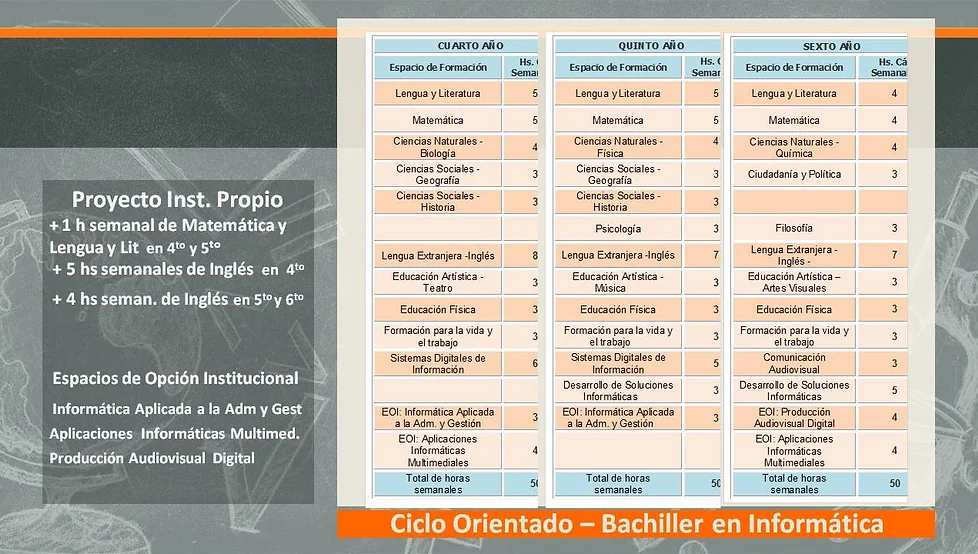 Proyecto Inst. Propio
+ 1 h semanal de Matemática y
Lengua y Lit en 4ᵗᵒ y 5ᵗᵒ
+ 5 hs semanales de Inglés en 4ᵗᵒ
+ 4 hs seman. de Inglés en 5ᵗᵒ y 6ᵗᵒ
Espacios de Opción Institucional
Informática Aplicada a la Adm y Gest
Aplicaciones Informáticas Multimed.
Producción Audiovisual Digital
CUARTO AÑO
Espacio de Formación Hs.
Seman
Lengua y Literatura 5
Matemática 5
Ciencias Naturales - 4
Biología
Ciencias Sociales - 3
Geografía
Ciencias Sociales - 3
Historia
Lengua Extranjera -Inglés 8
Educación Artística - 3
Teatro
Educación Física 3
Formación para la vida y 3
el trabajo
Sistemas Digitales de 6
Información
EOI: Informática Aplicada 3
a la Adm. y Gestión
EOI: Aplicaciones
Informáticas 4
Multimediales
Total de horas 50
semanales
QUINTO AÑO
Espacio de Formación Hs. C
Seman
Lengua y Literatura 5
Matemática 5
Ciencias Naturales - 4
Física
Ciencias Sociales - 3
Geografía
Ciencias Sociales - 3
Historia
Psicología 3
Lengua Extranjera -Inglés 7
Educación Artística - 3
Música
Educación Física 3
Formación para la vida y 3
el trabajo
Sistemas Digitales de 5
Información
Desarrollo de Soluciones 3
Informáticas
EOI: Informática Aplicada 3
a la Adm. y Gestión
Total de horas 50
semanales
SEXTO AÑO
Espacio de Formación Hs. Cá
Semana
Lengua y Literatura 4
Matemática 4
Ciencias Naturales - 4
Química
Ciudadanía y Política 3
Filosofía 3
Lengua Extranjera - 7
Inglés -
Educación Artística – 3
Artes Visuales
Educación Física 3
Formación para la vida y 3
el trabajo
Comunicación 3
Audiovisual
Desarrollo de Soluciones 5
Informáticas
EOI: Producción 4
Audiovisual Digital
EOI: Aplicaciones
Informáticas 4
Multimediales
Total de horas 50
semanales
Ciclo Orientado – Bachiller en Informática